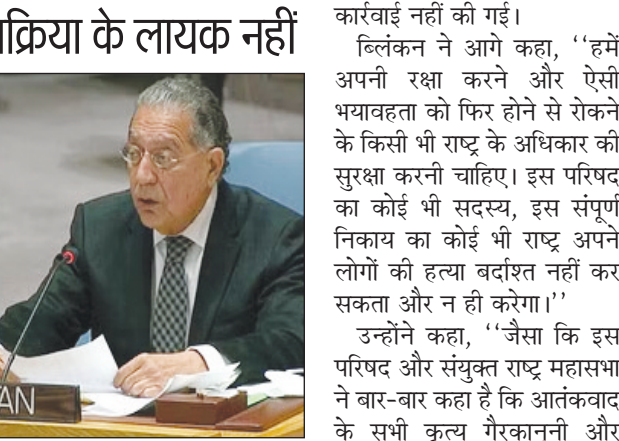 क्रिया के लायक नहीं
AN
कार्रवाई नहीं की गई।
ब्लिंकन ने आगे कहा, ‘‘हमें
अपनी रक्षा करने और ऐसी
भयावहता को फिर होने से रोकने
के किसी भी राष्ट्र के अधिकार की
सुरक्षा करनी चाहिए। इस परिषद
का कोई भी सदस्य, इस संपूर्ण
निकाय का कोई भी राष्ट्र अपने
लोगों की हत्या बर्दाश्त नहीं कर
सकता और न ही करेगा।’’
उन्होंने कहा, ‘‘जैसा कि इस
परिषद और संयुक्त राष्ट्र महासभा
ने बार-बार कहा है कि आतंकवाद
के सभी कृत्य गैरकानूनी और